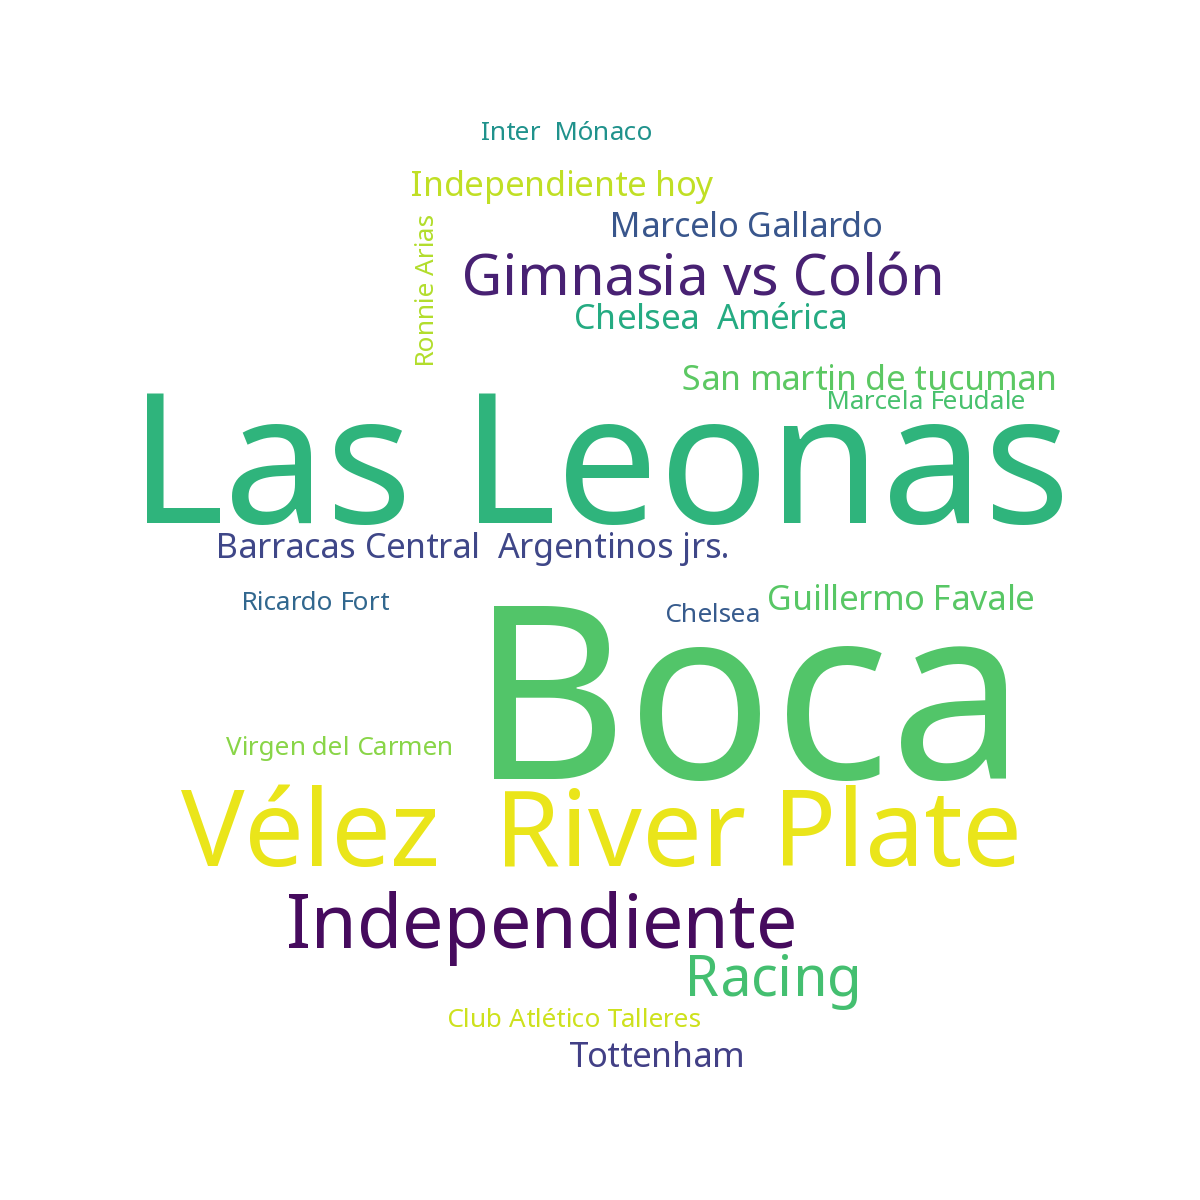 Inter  Mónaco
Independiente hoy
Ronnie Arias
Marcelo Gallardo
Gimnasia vs Colón
Chelsea  América
San martin de tucuman
Marcela Feudale
Las Leonas
Barracas Central  Argentinos jrs.
Ricardo Fort
Chelsea
Guillermo Favale
Boca
Virgen del Carmen
Vélez  River Plate
Independiente
Racing
Club Atlético Talleres
Tottenham